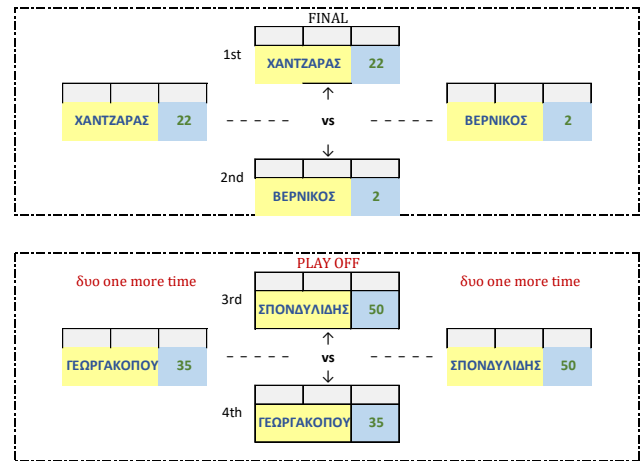 FINAL
1st
ΧΑΝΤΖΑΡΑΣ 22
ΧΑΝΤΖΑΡΑΣ 22
vs
ΒΕΡΝΙΚΟΣ 2
2nd
ΒΕΡΝΙΚΟΣ 2
PLAY OFF
δυο one more time
δυο one more time
3rd
ΣΠΟΝΔΥΛΙΔΗΣ 50
ΓΕΩΡΓΑΚΟΠΟΥ 35
vs
ΣΠΟΝΔΥΛΙΔΗΣ 50
4th
ΓΕΩΡΓΑΚΟΠΟΥ 35